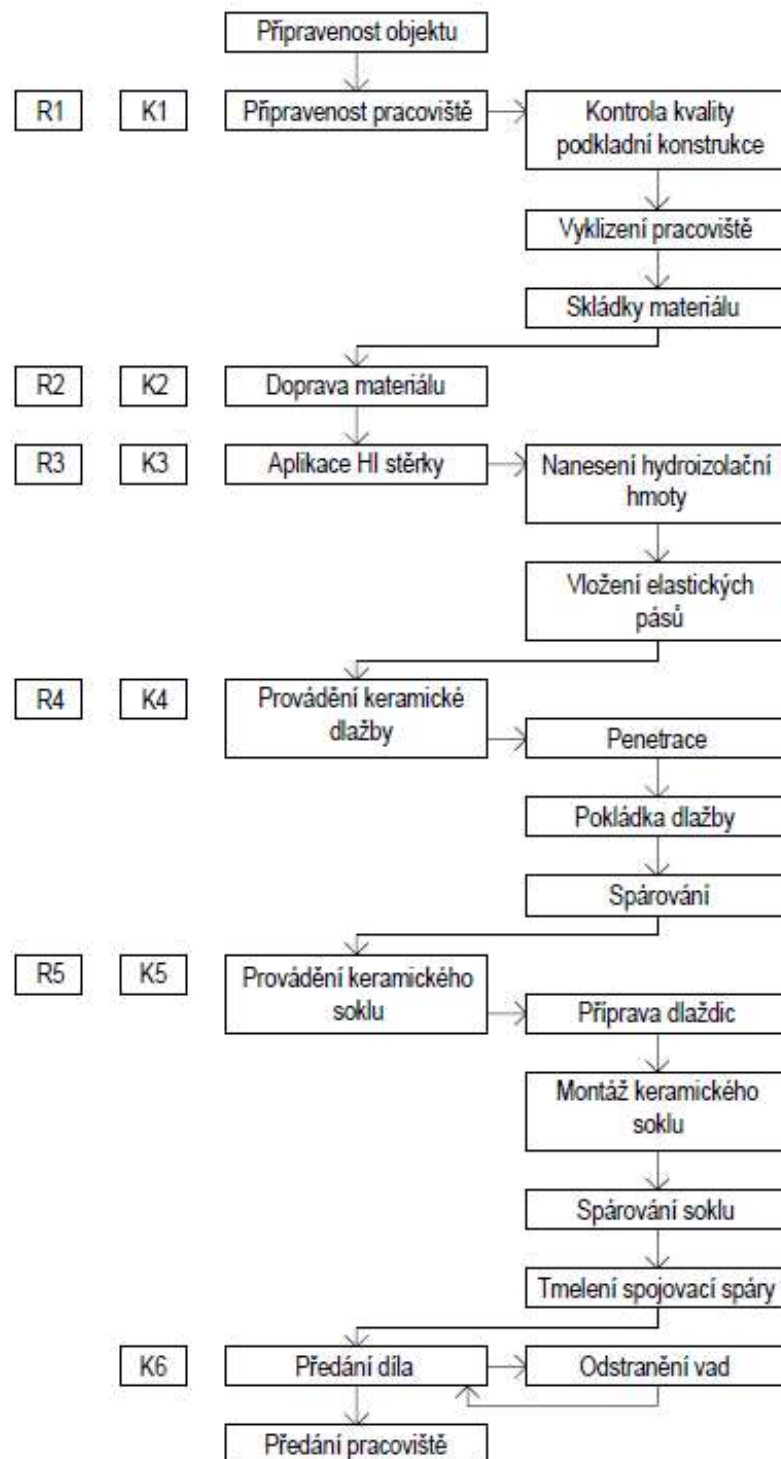 Připravenost objektu
R1 K1 Připravenost pracoviště Kontrola kvality
podkladní konstrukce
Vyklizení pracoviště
Skládky materiálu
R2 K2 Doprava materiálu
R3 K3 Aplikace HI stěrky Nanesení hydroizolační
hmoty
Vložení elastických
pásů
R4 K4 Provádění keramické
dlažby
Penetrace
Pokládka dlažby
Spárování
R5 K5 Provádění keramického
soklu
Příprava dlaždic
Montáž keramického
soklu
Spárování soklu
Tmelení spojovací spáry
K6 Předání díla Odstranění vad
Předání pracoviště